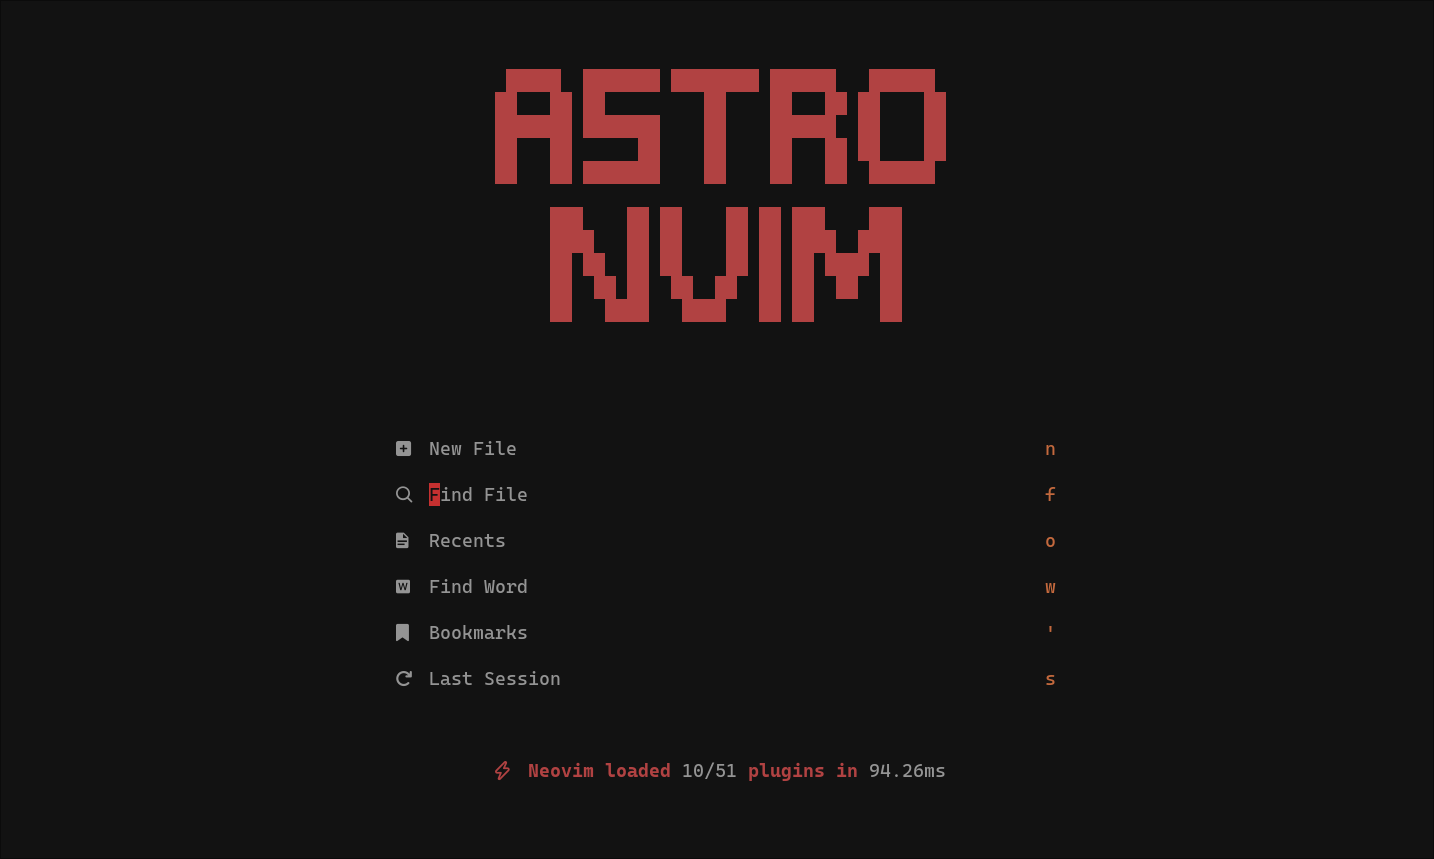 ASTRO
NVIM
New File n
Find File f
Recents o
Find Word w
Bookmarks '
Last Session s
Neovim loaded 10/51 plugins in 94.26ms